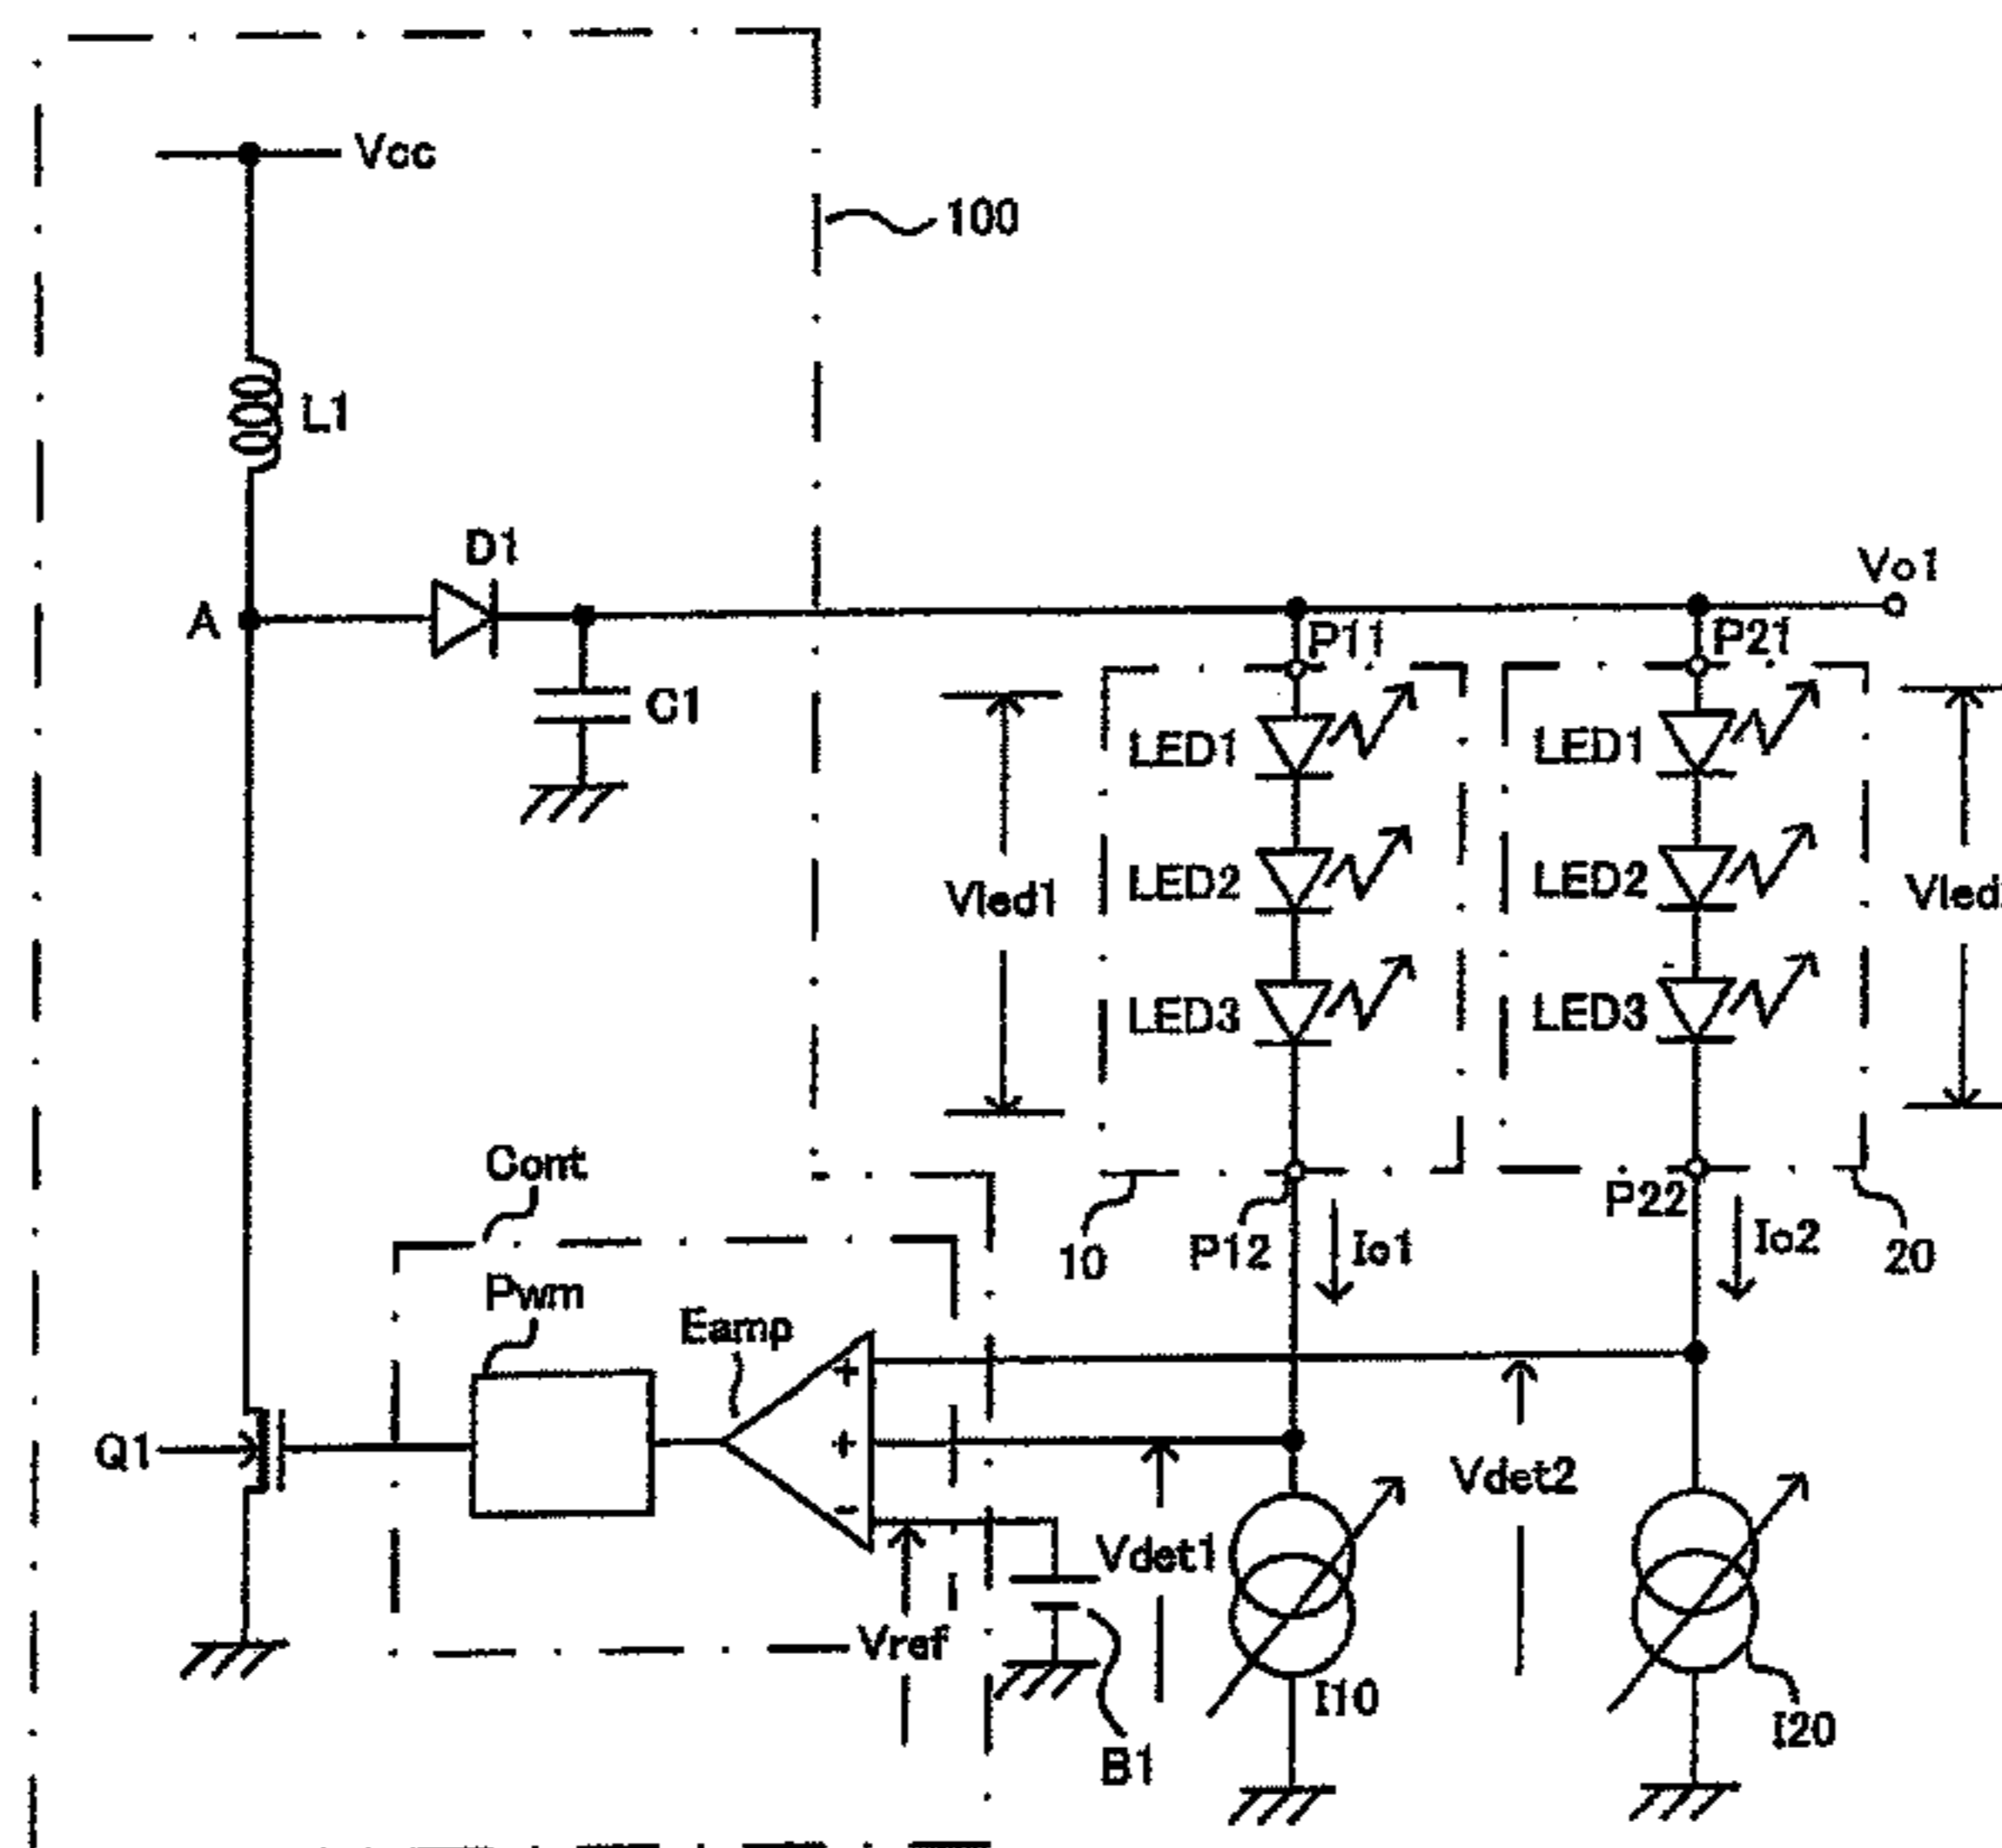 Vcc
100
L1
D1
Vo1
A
P11
P21
C1
LED1
LED1
LED2
LED2
Vled1
Vled
LED3
LED3
Cont
P22
P12
Io1
Io2
10
20
Pwm
Eamp
+
+
-
Q1
Vdet2
Vdet1
Vref
I10
I20
B1